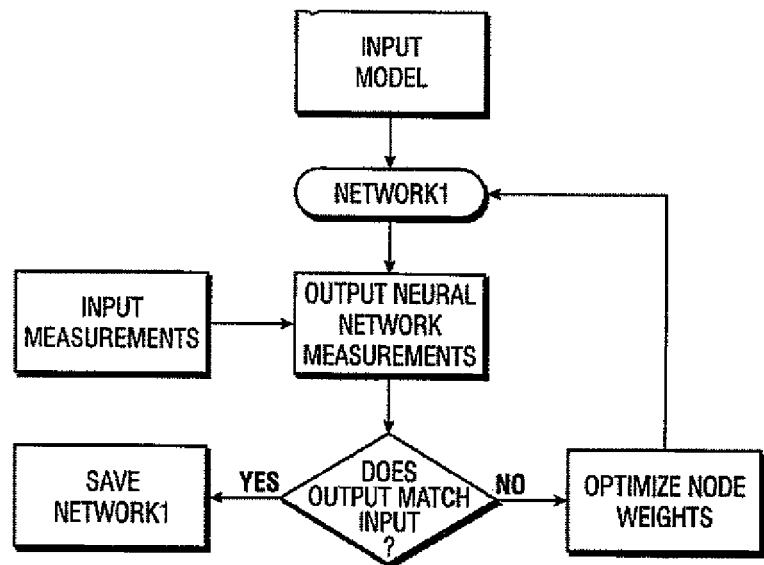 INPUT
MODEL
NETWORK1
INPUT
MEASUREMENTS
OUTPUT NEURAL
NETWORK
MEASUREMENTS
SAVE
NETWORK1
YES
DOES
OUTPUT MATCH
INPUT
?
NO
OPTIMIZE NODE
WEIGHTS